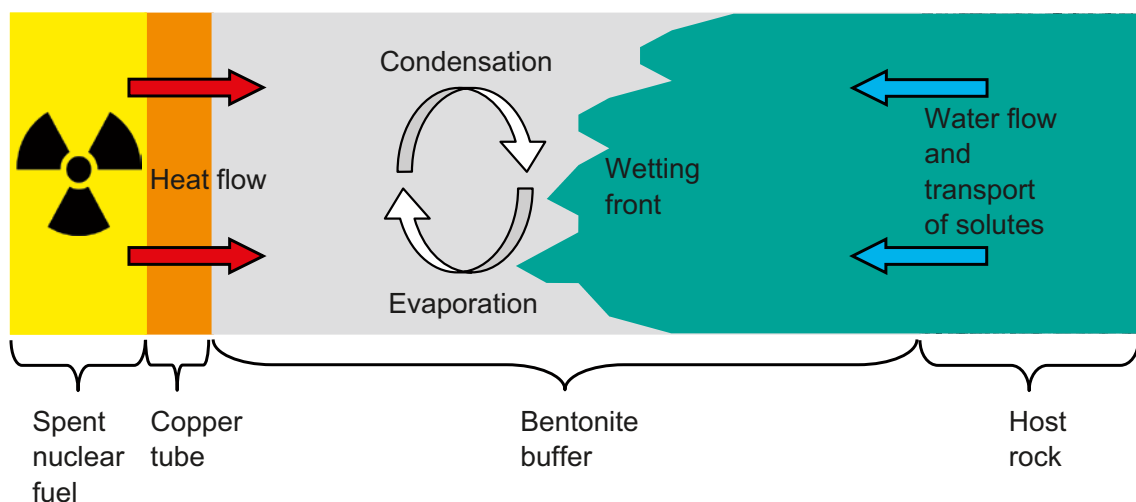 Condensation
Heat flow
Evaporation
Wetting
front
Water flow
and
transport
of solutes
Spent
nuclear
fuel
Copper
tube
Bentonite
buffer
Host
rock